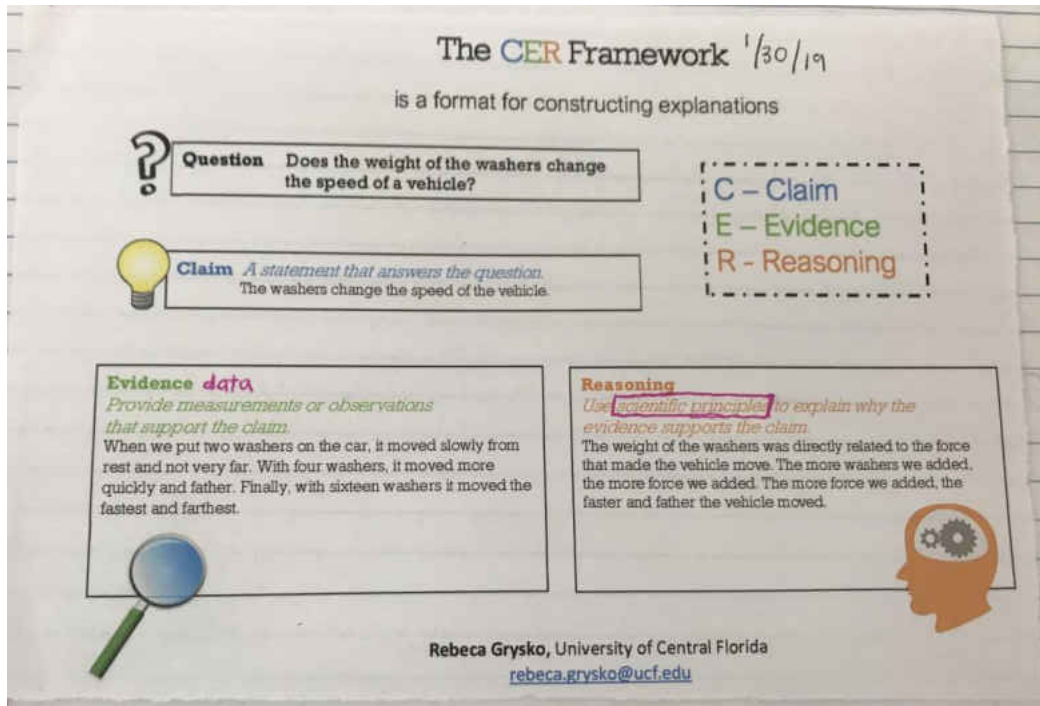 The CER Framework 1/30/19
is a format for constructing explanations
?
Question Does the weight of the washers change
the speed of a vehicle?
C – Claim
E – Evidence
R - Reasoning
Claim A statement that answers the question.
The washers change the speed of the vehicle.
Evidence data
Provide measurements or observations
that support the claim.
When we put two washers on the car, it moved slowly from
rest and not very far. With four washers, it moved more
quickly and father. Finally, with sixteen washers it moved the
fastest and farthest.
Reasoning
Use scientific principles to explain why the
evidence supports the claim.
The weight of the washers was directly related to the force
that made the vehicle move. The more washers we added,
the more force we added. The more force we added, the
faster and father the vehicle moved.
Rebeca Grysko, University of Central Florida
rebeca.grysko@ucf.edu